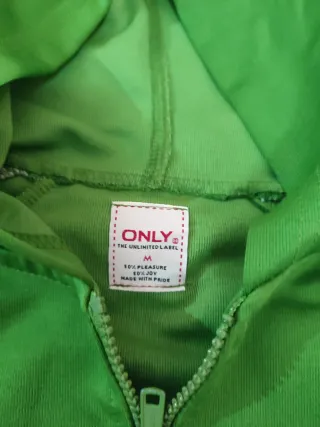 ONLY®
THE UNLIMITED LABEL
M
50% PLEASURE
50% JOY
MADE WITH PRIDE